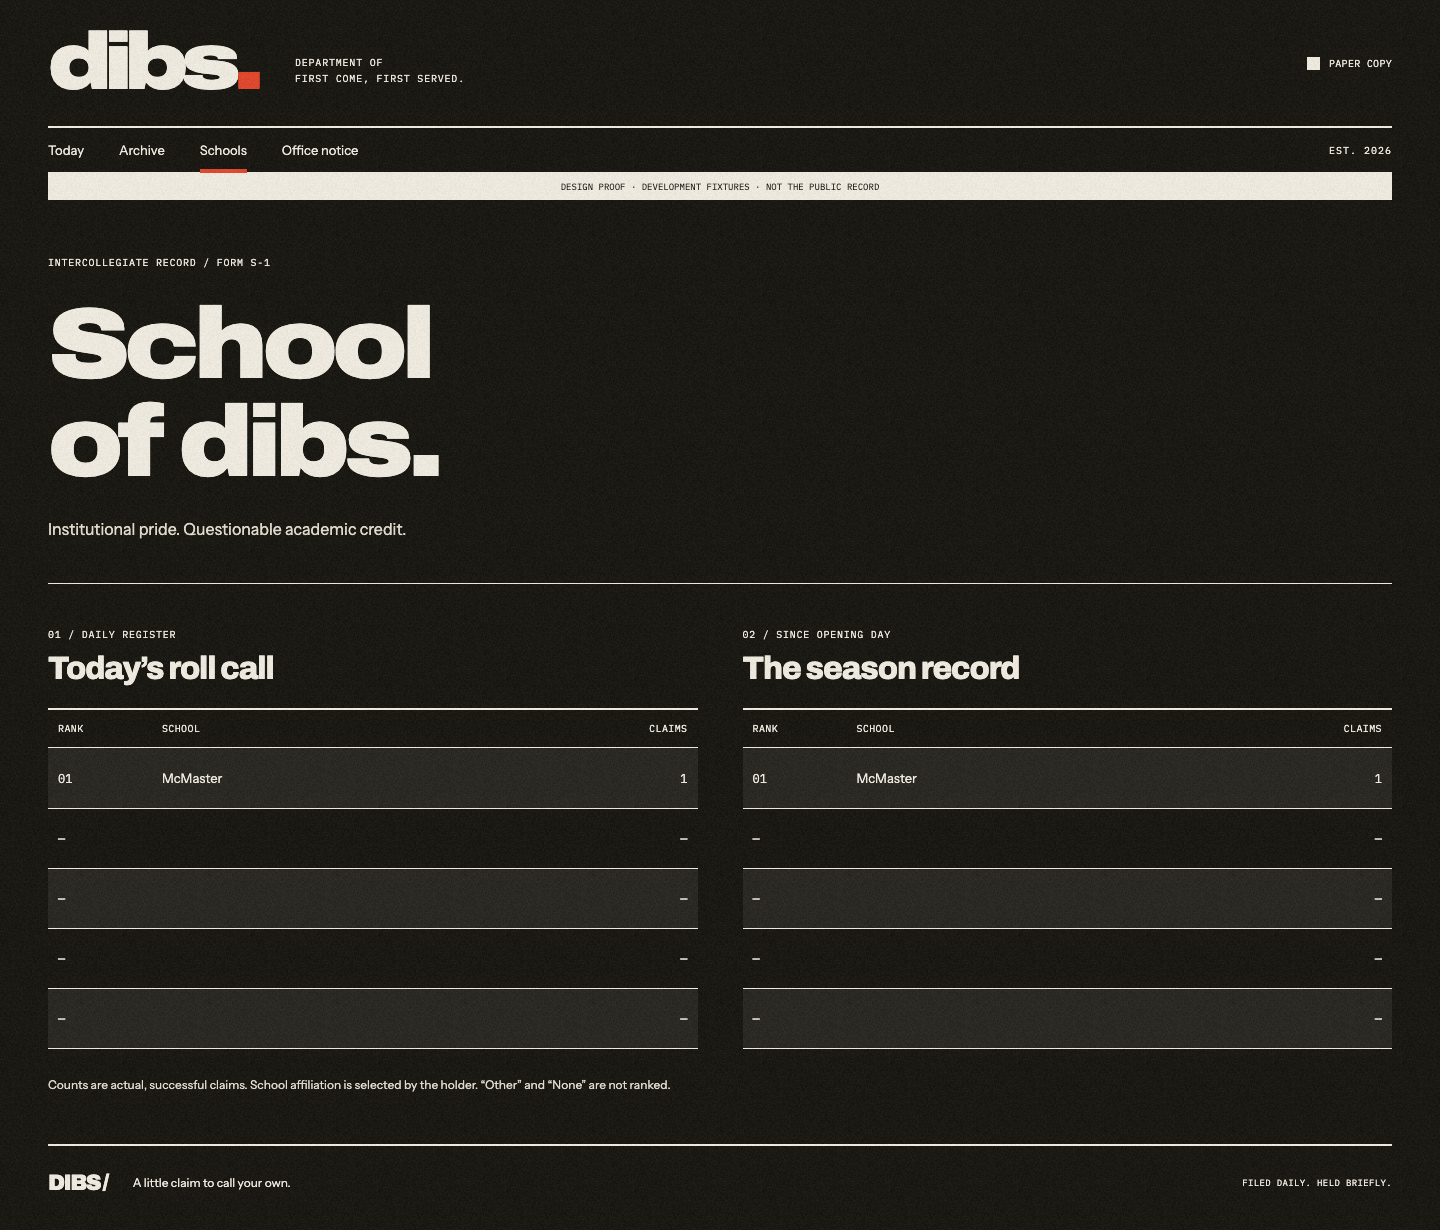 dibs.
DEPARTMENT OF
FIRST COME, FIRST SERVED.
PAPER COPY
Today Archive Schools Office notice EST. 2026
DESIGN PROOF · DEVELOPMENT FIXTURES · NOT THE PUBLIC RECORD
INTERCOLLEGIATE RECORD / FORM S-1
School
of dibs.
Institutional pride. Questionable academic credit.
01 / DAILY REGISTER
Today’s roll call
RANK SCHOOL CLAIMS
01 McMaster 1
— —
— —
— —
— —
02 / SINCE OPENING DAY
The season record
RANK SCHOOL CLAIMS
01 McMaster 1
— —
— —
— —
— —
Counts are actual, successful claims. School affiliation is selected by the holder. “Other” and “None” are not ranked.
DIBS/ A little claim to call your own. FILED DAILY. HELD BRIEFLY.